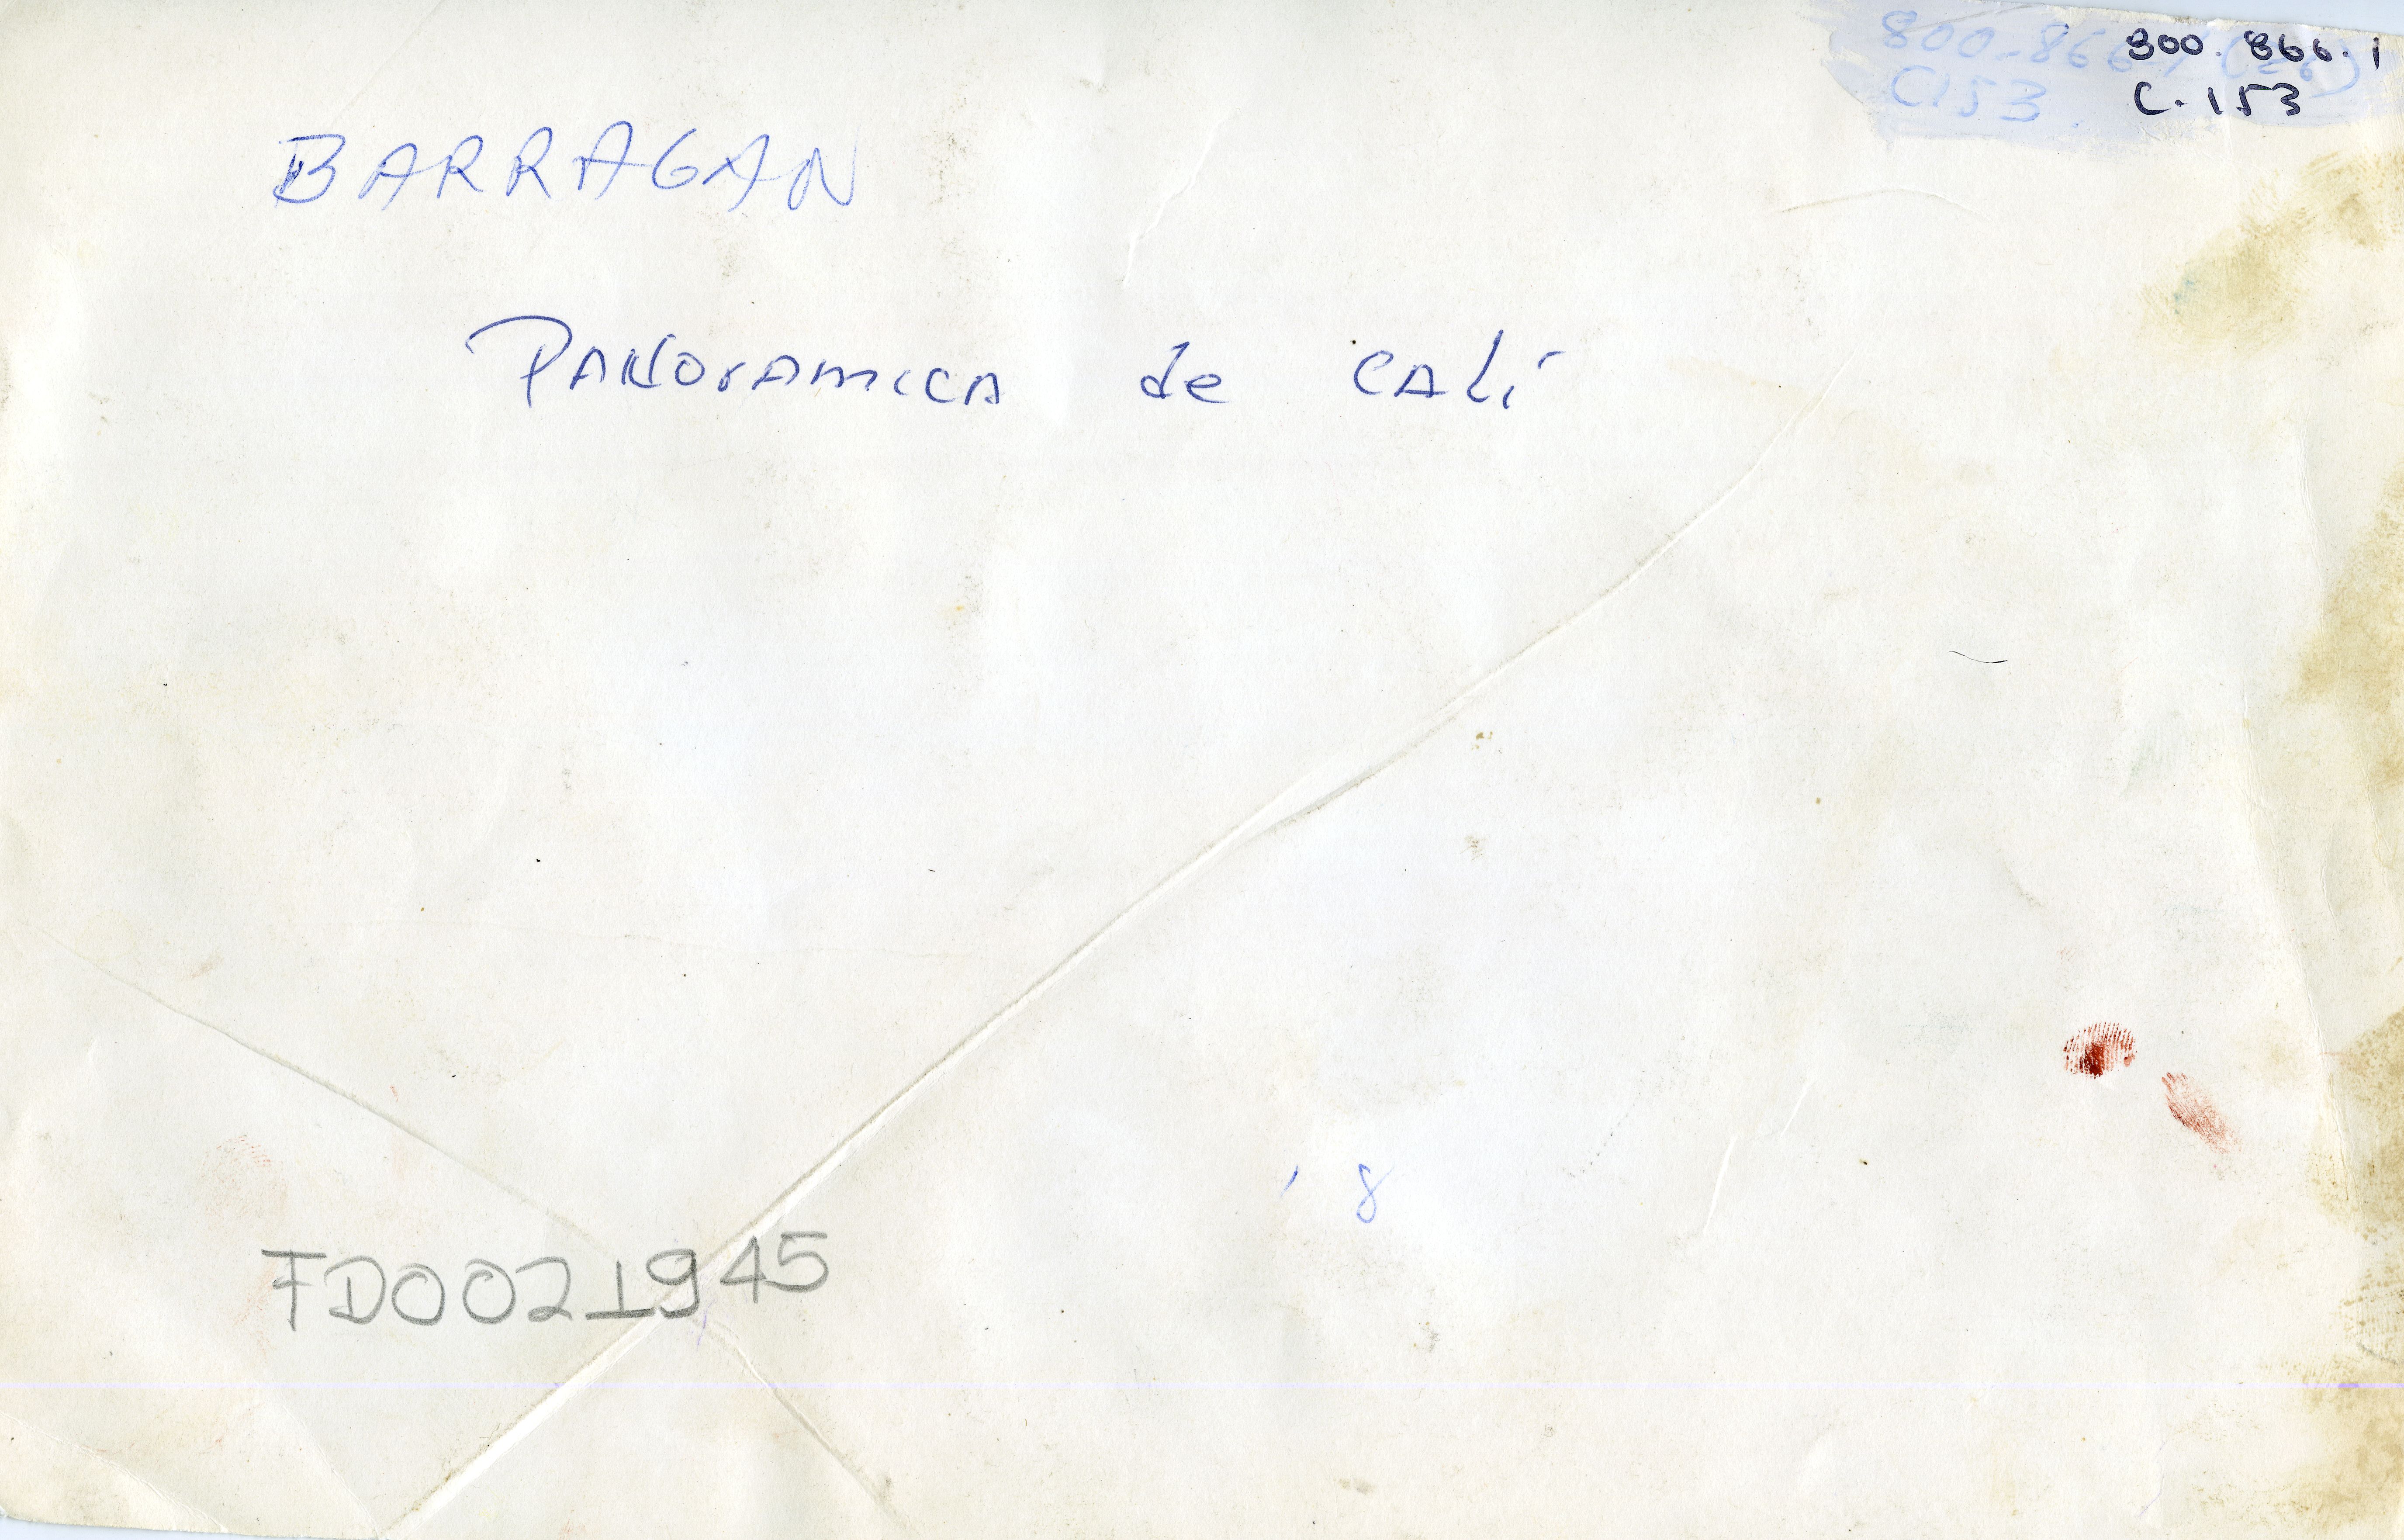 800. 866. 1
C. 153
BARRAGAN
PANORAMICA de CALI
8
FD0021945